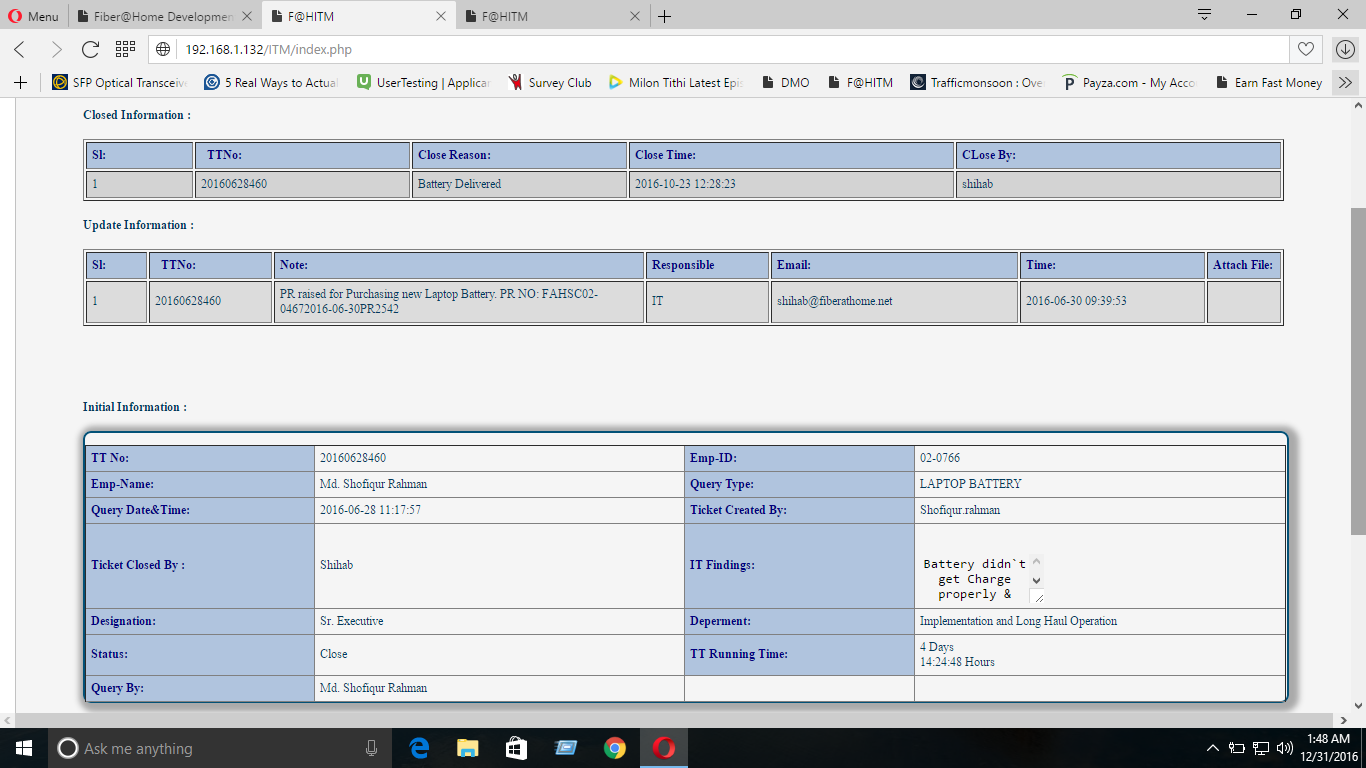 Menu
Fiber@Home Developmen
F@HITM
F@HITM
192.168.1.132/ITM/index.php
SFP Optical Transceiv
5 Real Ways to Actual
UserTesting | Applicar
Survey Club
Milon Tithi Latest Epis
DMO
F@HITM
Trafficmonsoon : Ove
Payza.com - My Acco
Earn Fast Money
Closed Information :
Sl: TTNo: Close Reason: Close Time: CLose By:
1 20160628460 Battery Delivered 2016-10-23 12:28:23 shihab
Update Information :
Sl: TTNo: Note: Responsible Email: Time: Attach File:
1 20160628460 PR raised for Purchasing new Laptop Battery. PR NO: FAHSC02-
04672016-06-30PR2542 IT shihab@fiberathome.net 2016-06-30 09:39:53
Initial Information :
TT No: 20160628460 Emp-ID: 02-0766
Emp-Name: Md. Shofiqur Rahman Query Type: LAPTOP BATTERY
Query Date&Time: 2016-06-28 11:17:57 Ticket Created By: Shofiqur.rahman
Ticket Closed By : Shihab IT Findings:
Battery didn`t
get Charge
properly &
Designation: Sr. Executive Deperment: Implementation and Long Haul Operation
Status: Close TT Running Time: 4 Days
14:24:48 Hours
Query By: Md. Shofiqur Rahman
Ask me anything
1:48 AM
12/31/2016